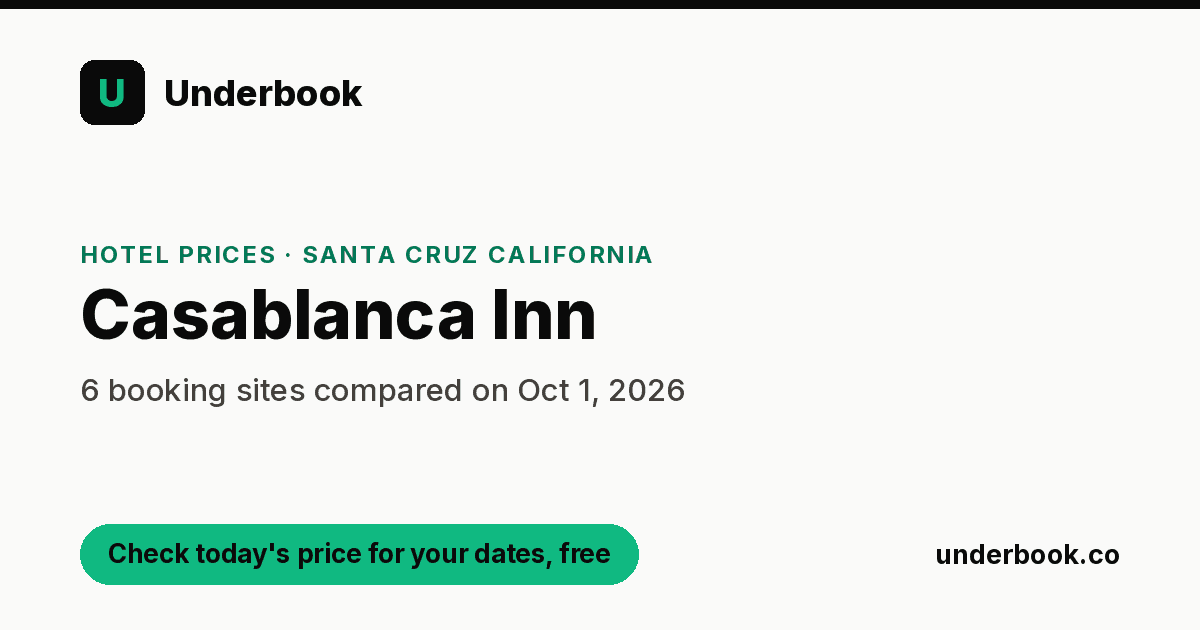 U Underbook
HOTEL PRICES · SANTA CRUZ CALIFORNIA
Casablanca Inn
6 booking sites compared on Oct 1, 2026
Check today's price for your dates, free
underbook.co